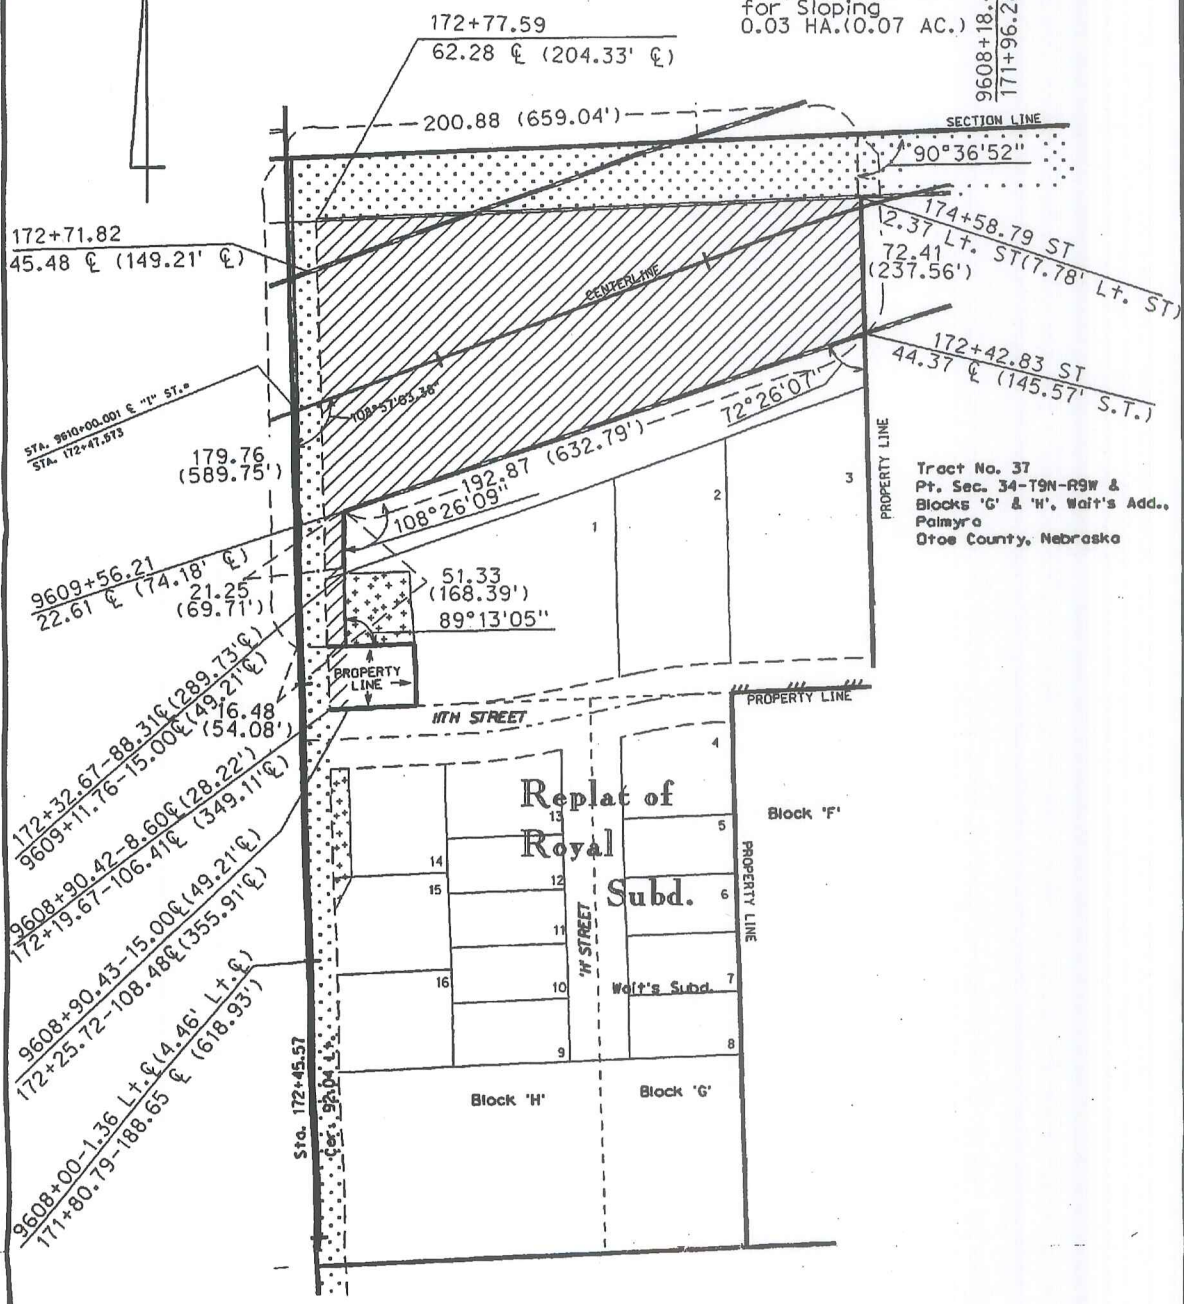 for Sloping
0.03 HA.(0.07 AC.)
172+77.59
62.28 ℄ (204.33' ℄)
9608+18.
171+96.2
200.88 (659.04')
SECTION LINE
90°36'52"
172+71.82
45.48 ℄ (149.21' ℄)
174+58.79 ST
2.37 Lt. ST(7.78' Lt. ST)
72.41
(237.56')
CENTERLINE
172+42.83 ST
44.37 ℄ (145.57' S.T.)
108°57'03.36"
72°26'07"
STA. 9610+00.001 ℄ "I" ST.=
STA. 172+47.573
179.76
(589.75')
192.87 (632.79')
108°26'09"
PROPERTY LINE
Tract No. 37
Pt. Sec. 34-T9N-R9W &
Blocks 'G' & 'H', Wait's Add.,
Palmyra
Otoe County, Nebraska
1
2
3
9609+56.21
22.61 ℄ (74.18' ℄)
21.25
(69.71')
51.33
(168.39')
89°13'05"
PROPERTY
LINE
16.48
(54.08')
11TH STREET
PROPERTY LINE
172+32.67-88.31℄(289.73'℄)
9609+11.76-15.00℄(49.21'℄)
9608+90.42-8.60℄(28.22')
172+19.67-106.41℄ (349.11'℄)
9608+90.43-15.00℄(49.21'℄)
172+25.72-108.48℄(355.91'℄)
9608+00-1.36 Lt.℄(4.46' Lt.℄)
171+80.79-188.65 ℄ (618.93')
Replat of
Royal
Subd.
4
5
6
7
8
Block 'F'
PROPERTY LINE
13
14
15
12
11
16
10
9
'H' STREET
Wait's Subd.
Sta. 172+45.57
Cor. 92.04 Lt.
Block 'H'
Block 'G'